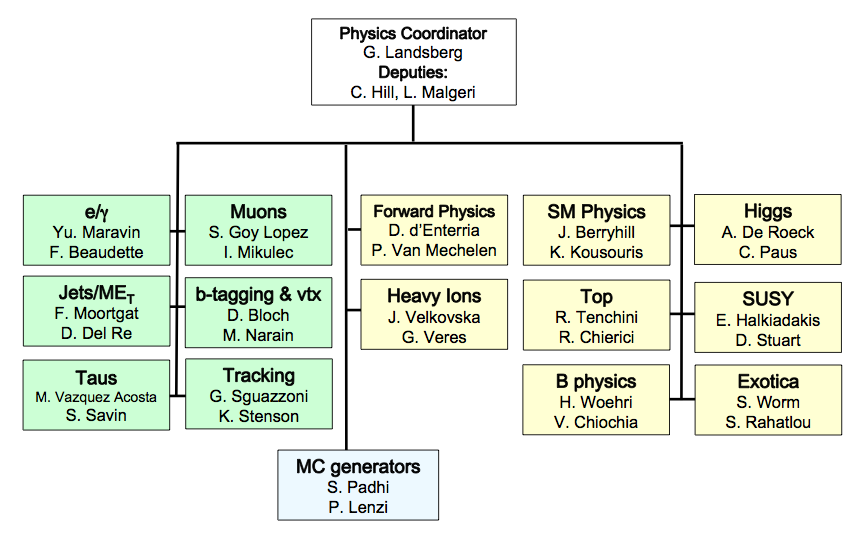 Physics Coordinator
G. Landsberg
Deputies:
C. Hill, L. Malgeri
e/γ
Yu. Maravin
F. Beaudette
Muons
S. Goy Lopez
I. Mikulec
Forward Physics
D. d'Enterria
P. Van Mechelen
SM Physics
J. Berryhill
K. Kousouris
Higgs
A. De Roeck
C. Paus
Jets/MET
F. Moortgat
D. Del Re
b-tagging & vtx
D. Bloch
M. Narain
Heavy Ions
J. Velkovska
G. Veres
Top
R. Tenchini
R. Chierici
SUSY
E. Halkiadakis
D. Stuart
Taus
M. Vazquez Acosta
S. Savin
Tracking
G. Sguazzoni
K. Stenson
B physics
H. Woehri
V. Chiochia
Exotica
S. Worm
S. Rahatlou
MC generators
S. Padhi
P. Lenzi